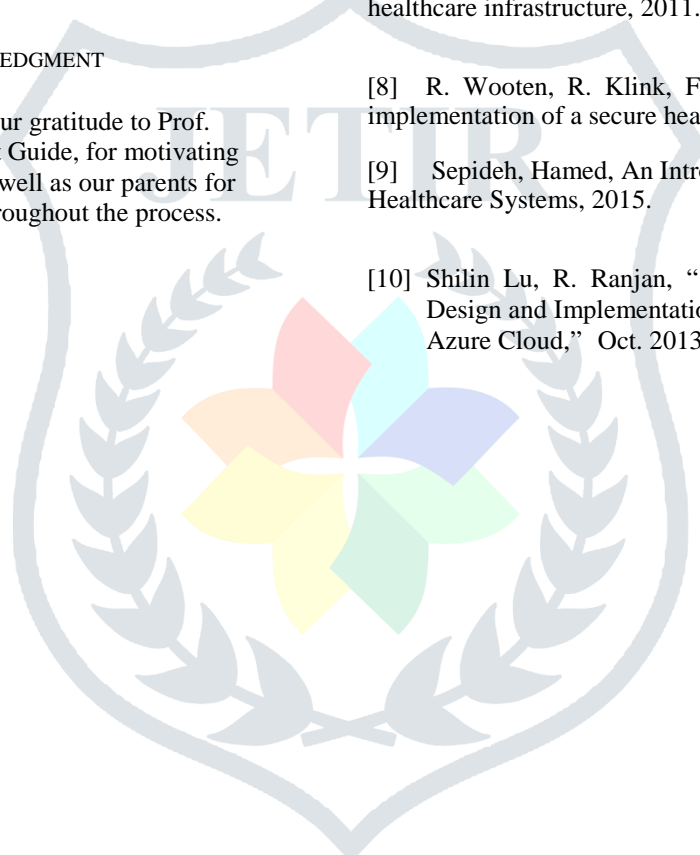 EDGMENT
ur gratitude to Prof.
Guide, for motivating
well as our parents for
roughout the process.
healthcare infrastructure, 2011.
[8] R. Wooten, R. Klink, F
implementation of a secure hea
[9] Sepideh, Hamed, An Intro
Healthcare Systems, 2015.
[10] Shilin Lu, R. Ranjan, “
Design and Implementatio
Azure Cloud,” Oct. 2013
JETIR